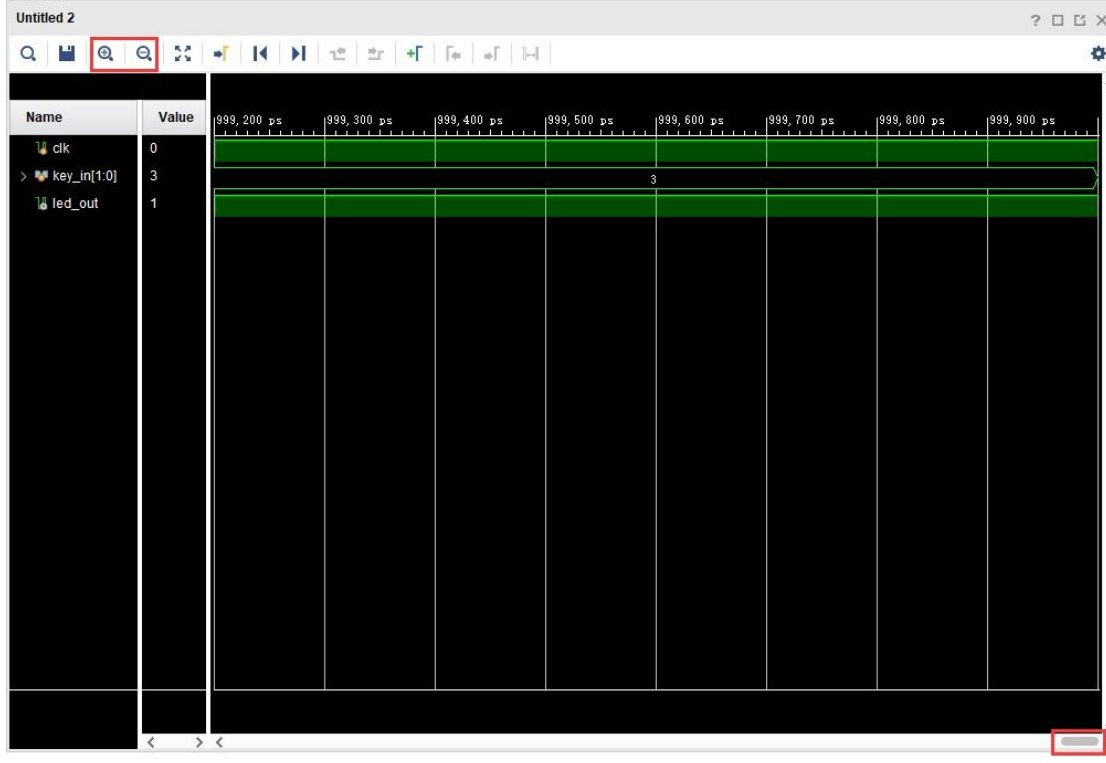 Untitled 2
Name Value 999,200 ps 999,300 ps 999,400 ps 999,500 ps 999,600 ps 999,700 ps 999,800 ps 999,900 ps
clk 0
> key_in[1:0] 3 3
led_out 1